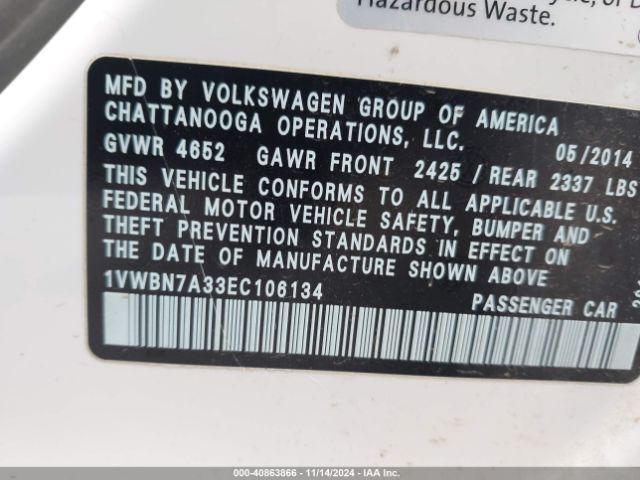 Hazardous Waste.
MFD BY VOLKSWAGEN GROUP OF AMERICA
CHATTANOOGA OPERATIONS, LLC. 05/2014
GVWR 4652 GAWR FRONT 2425 / REAR 2337 LBS
THIS VEHICLE CONFORMS TO ALL APPLICABLE U.S.
FEDERAL MOTOR VEHICLE SAFETY, BUMPER AND
THEFT PREVENTION STANDARDS IN EFFECT ON
THE DATE OF MANUFACTURE SHOWN ABOVE
1VWBN7A33EC106134 PASSENGER CAR
(OW) - 40863866 - 11/14/2024 - IAA Inc.